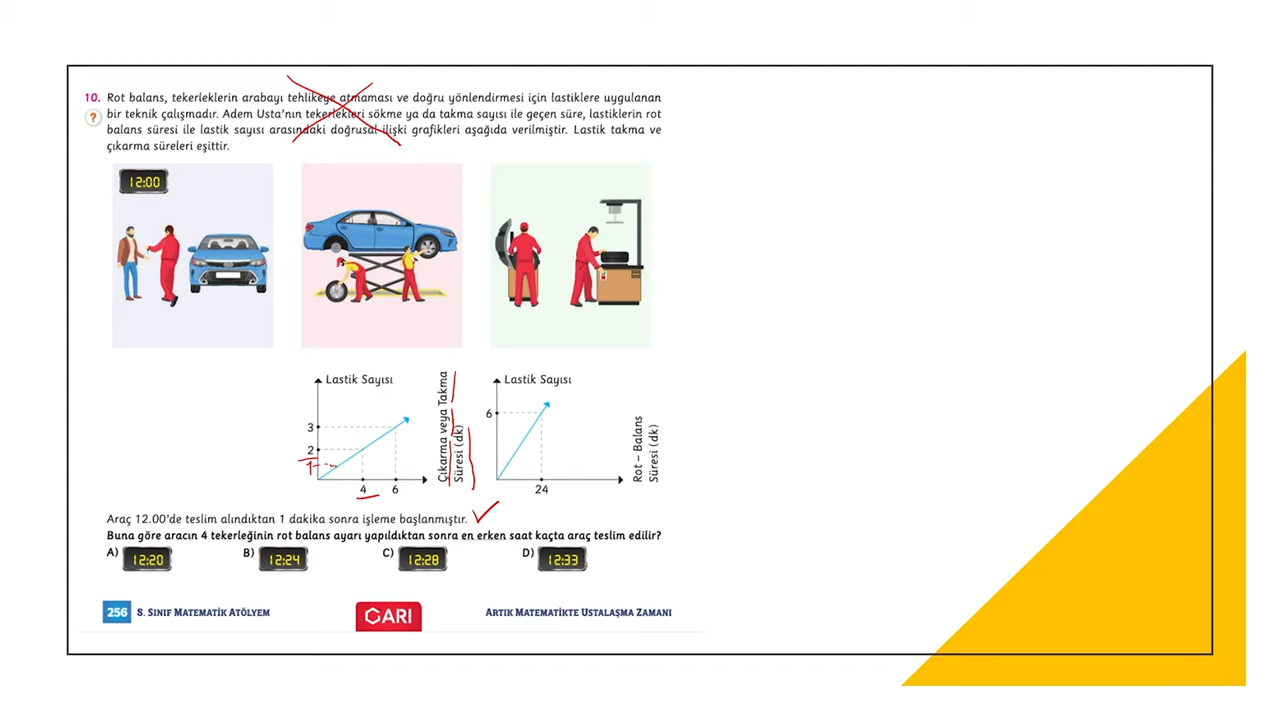 10. Rot balans, tekerleklerin arabayı tehlikeye atmaması ve doğru yönlendirmesi için lastiklere uygulanan
? bir teknik çalışmadır. Adem Usta'nın tekerlekleri sökme ya da takma sayısı ile geçen süre, lastiklerin rot
balans süresi ile lastik sayısı arasındaki doğrusal ilişki grafikleri aşağıda verilmiştir. Lastik takma ve
çıkarma süreleri eşittir.
12:00
Lastik Sayısı
3
2
1
4 6
Çıkarma veya Takma
Süresi (dk)
Lastik Sayısı
6
24
Rot – Balans
Süresi (dk)
Araç 12.00'de teslim alındıktan 1 dakika sonra işleme başlanmıştır.
Buna göre aracın 4 tekerleğinin rot balans ayarı yapıldıktan sonra en erken saat kaçta araç teslim edilir?
A) 12:20 B) 12:24 C) 12:28 D) 12:33
256 8. SINIF MATEMATİK ATÖLYEM CARI ARTIK MATEMATİKTE USTALAŞMA ZAMANI